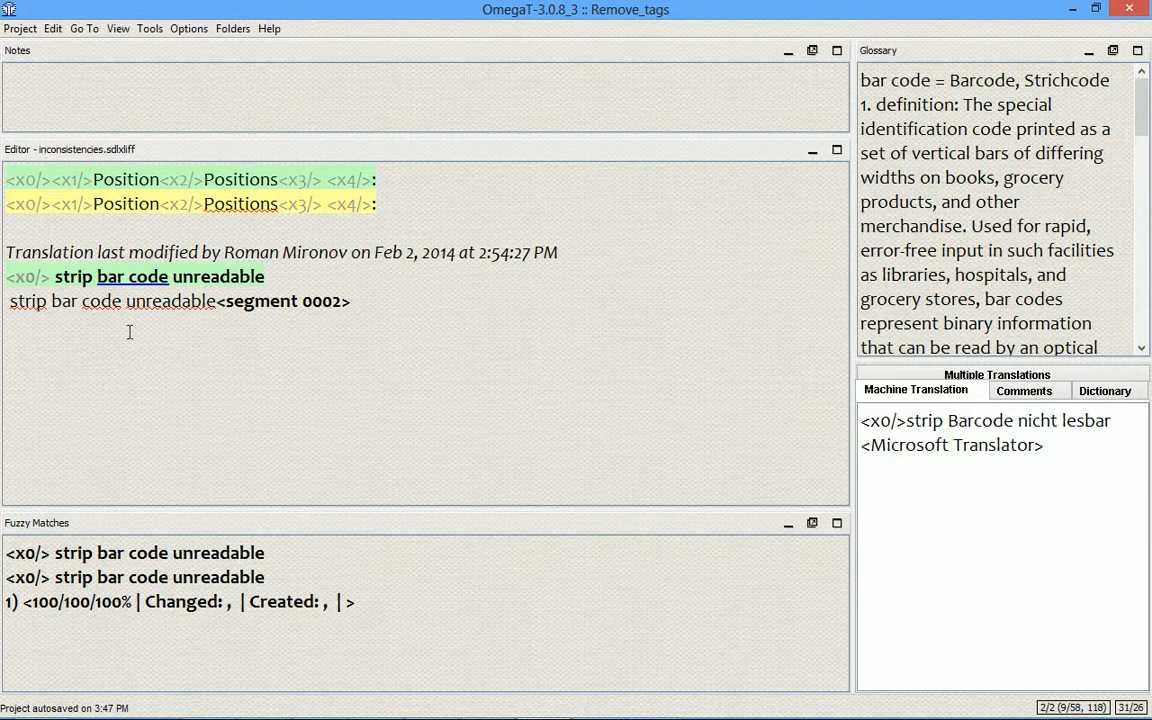 OmegaT-3.0.8_3 :: Remove_tags
Project Edit Go To View Tools Options Folders Help
Notes
Editor - inconsistencies.sdlxliff
<x0/><x1/>Position<x2/>Positions<x3/> <x4/>:
<x0/><x1/>Position<x2/>Positions<x3/> <x4/>:
Translation last modified by Roman Mironov on Feb 2, 2014 at 2:54:27 PM
<x0/> strip bar code unreadable
strip bar code unreadable<segment 0002>
Fuzzy Matches
<x0/> strip bar code unreadable
<x0/> strip bar code unreadable
1) <100/100/100% | Changed: ,  | Created: ,  | >
Glossary
bar code = Barcode, Strichcode
1. definition: The special
identification code printed as a
set of vertical bars of differing
widths on books, grocery
products, and other
merchandise. Used for rapid,
error-free input in such facilities
as libraries, hospitals, and
grocery stores, bar codes
represent binary information
that can be read by an optical
Multiple Translations
Machine Translation Comments Dictionary
<x0/>strip Barcode nicht lesbar
<Microsoft Translator>
Project autosaved on 3:47 PM
2/2 (9/58, 118) 31/26